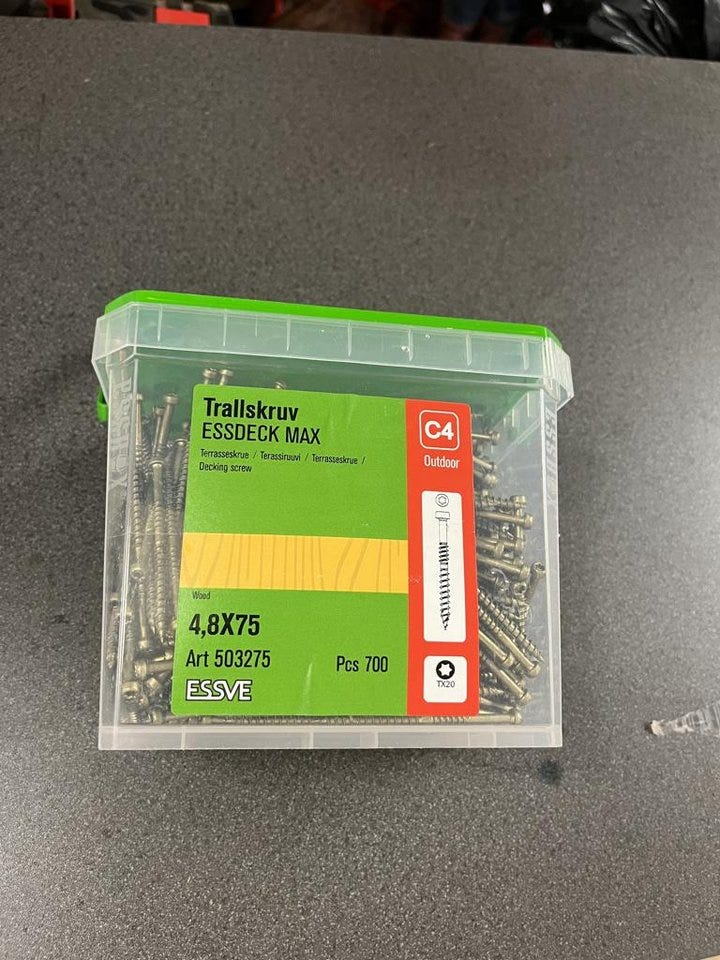 Trallskruv
ESSDECK MAX
Terrasseskrue / Terassiruuvi / Terrasseskrue /
Decking screw
C4
Outdoor
Wood
4,8X75
Art 503275
Pcs 700
ESSVE
TX20